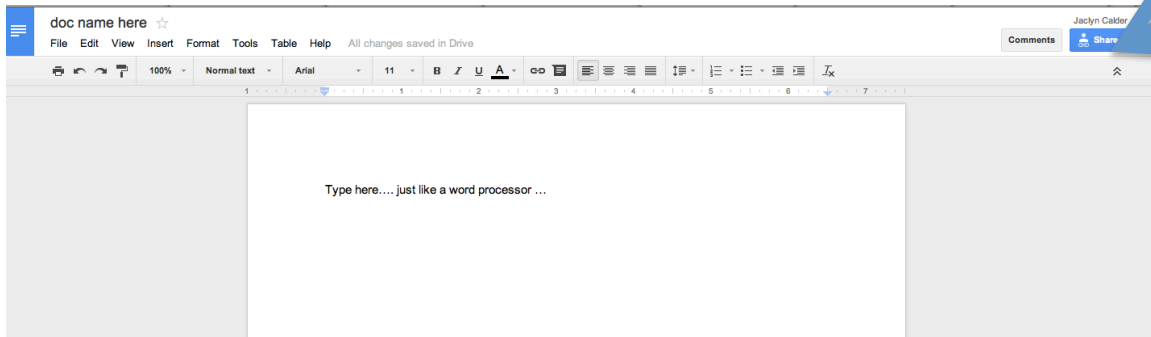 doc name here
Jaclyn Calder
File Edit View Insert Format Tools Table Help All changes saved in Drive
Comments Share
100% Normal text Arial 11 B I U A
1 1 2 3 4 5 6 7
Type here…. just like a word processor …